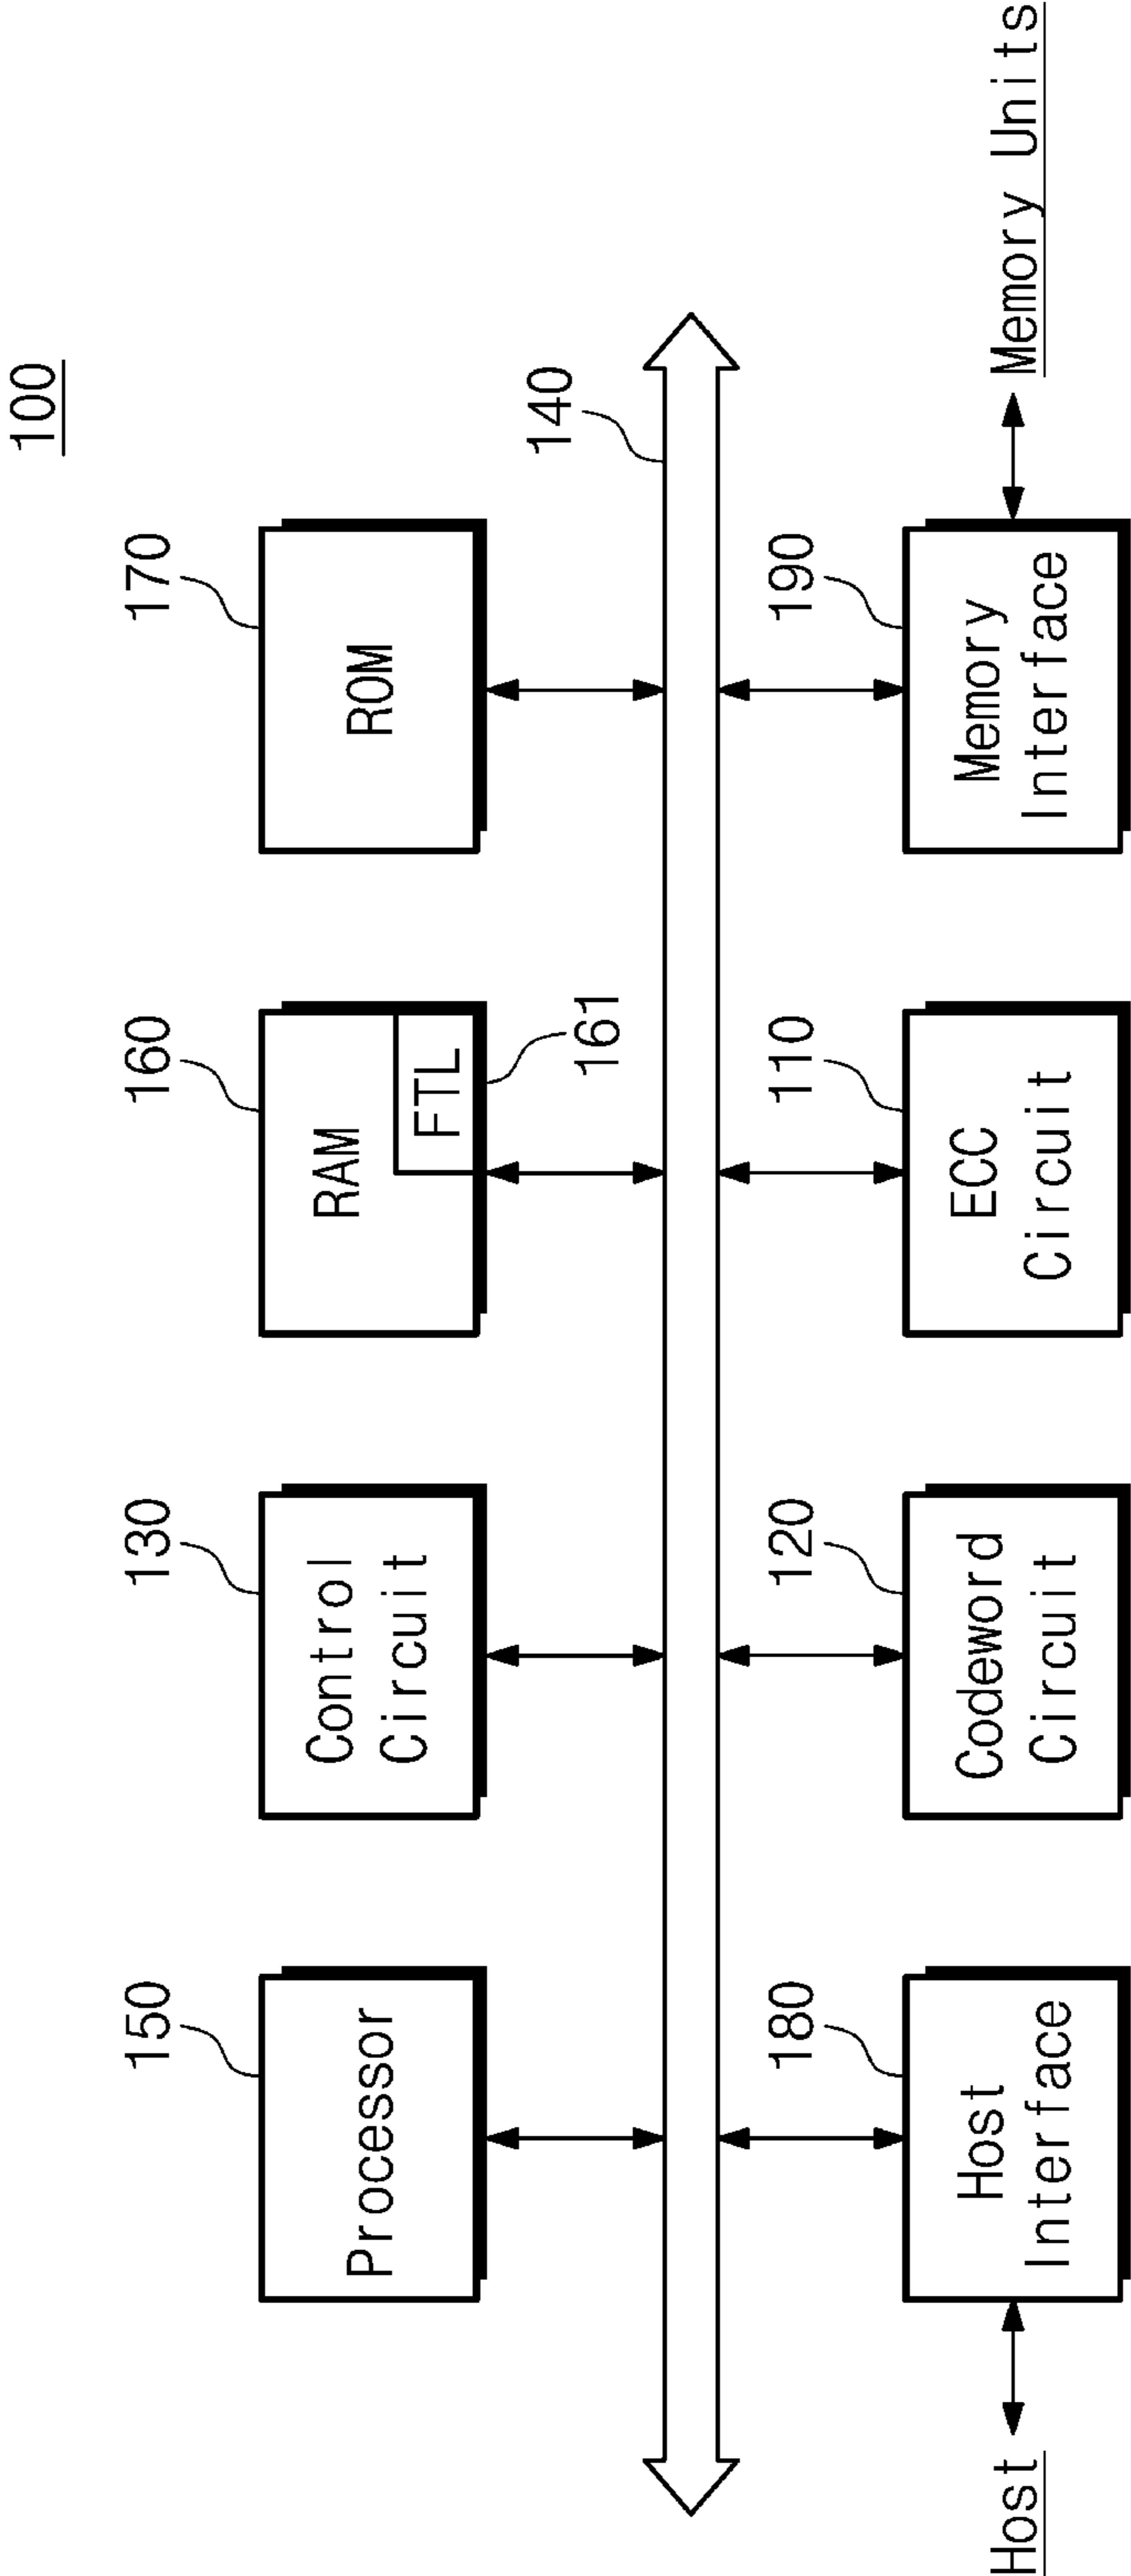 100
150
130
160
170
Processor
Control
Circuit
RAM
FTL
ROM
161
140
180
120
110
190
Host
Interface
Codeword
Circuit
ECC
Circuit
Memory
Interface
Host
Memory Units